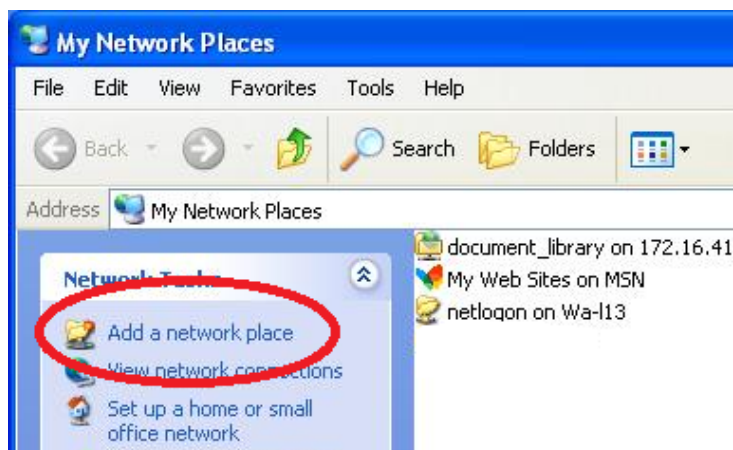 My Network Places
File Edit View Favorites Tools Help
Back Search Folders
Address My Network Places
Network Tasks
Add a network place
View network connections
Set up a home or small
office network
document_library on 172.16.41
My Web Sites on MSN
netlogon on Wa-l13